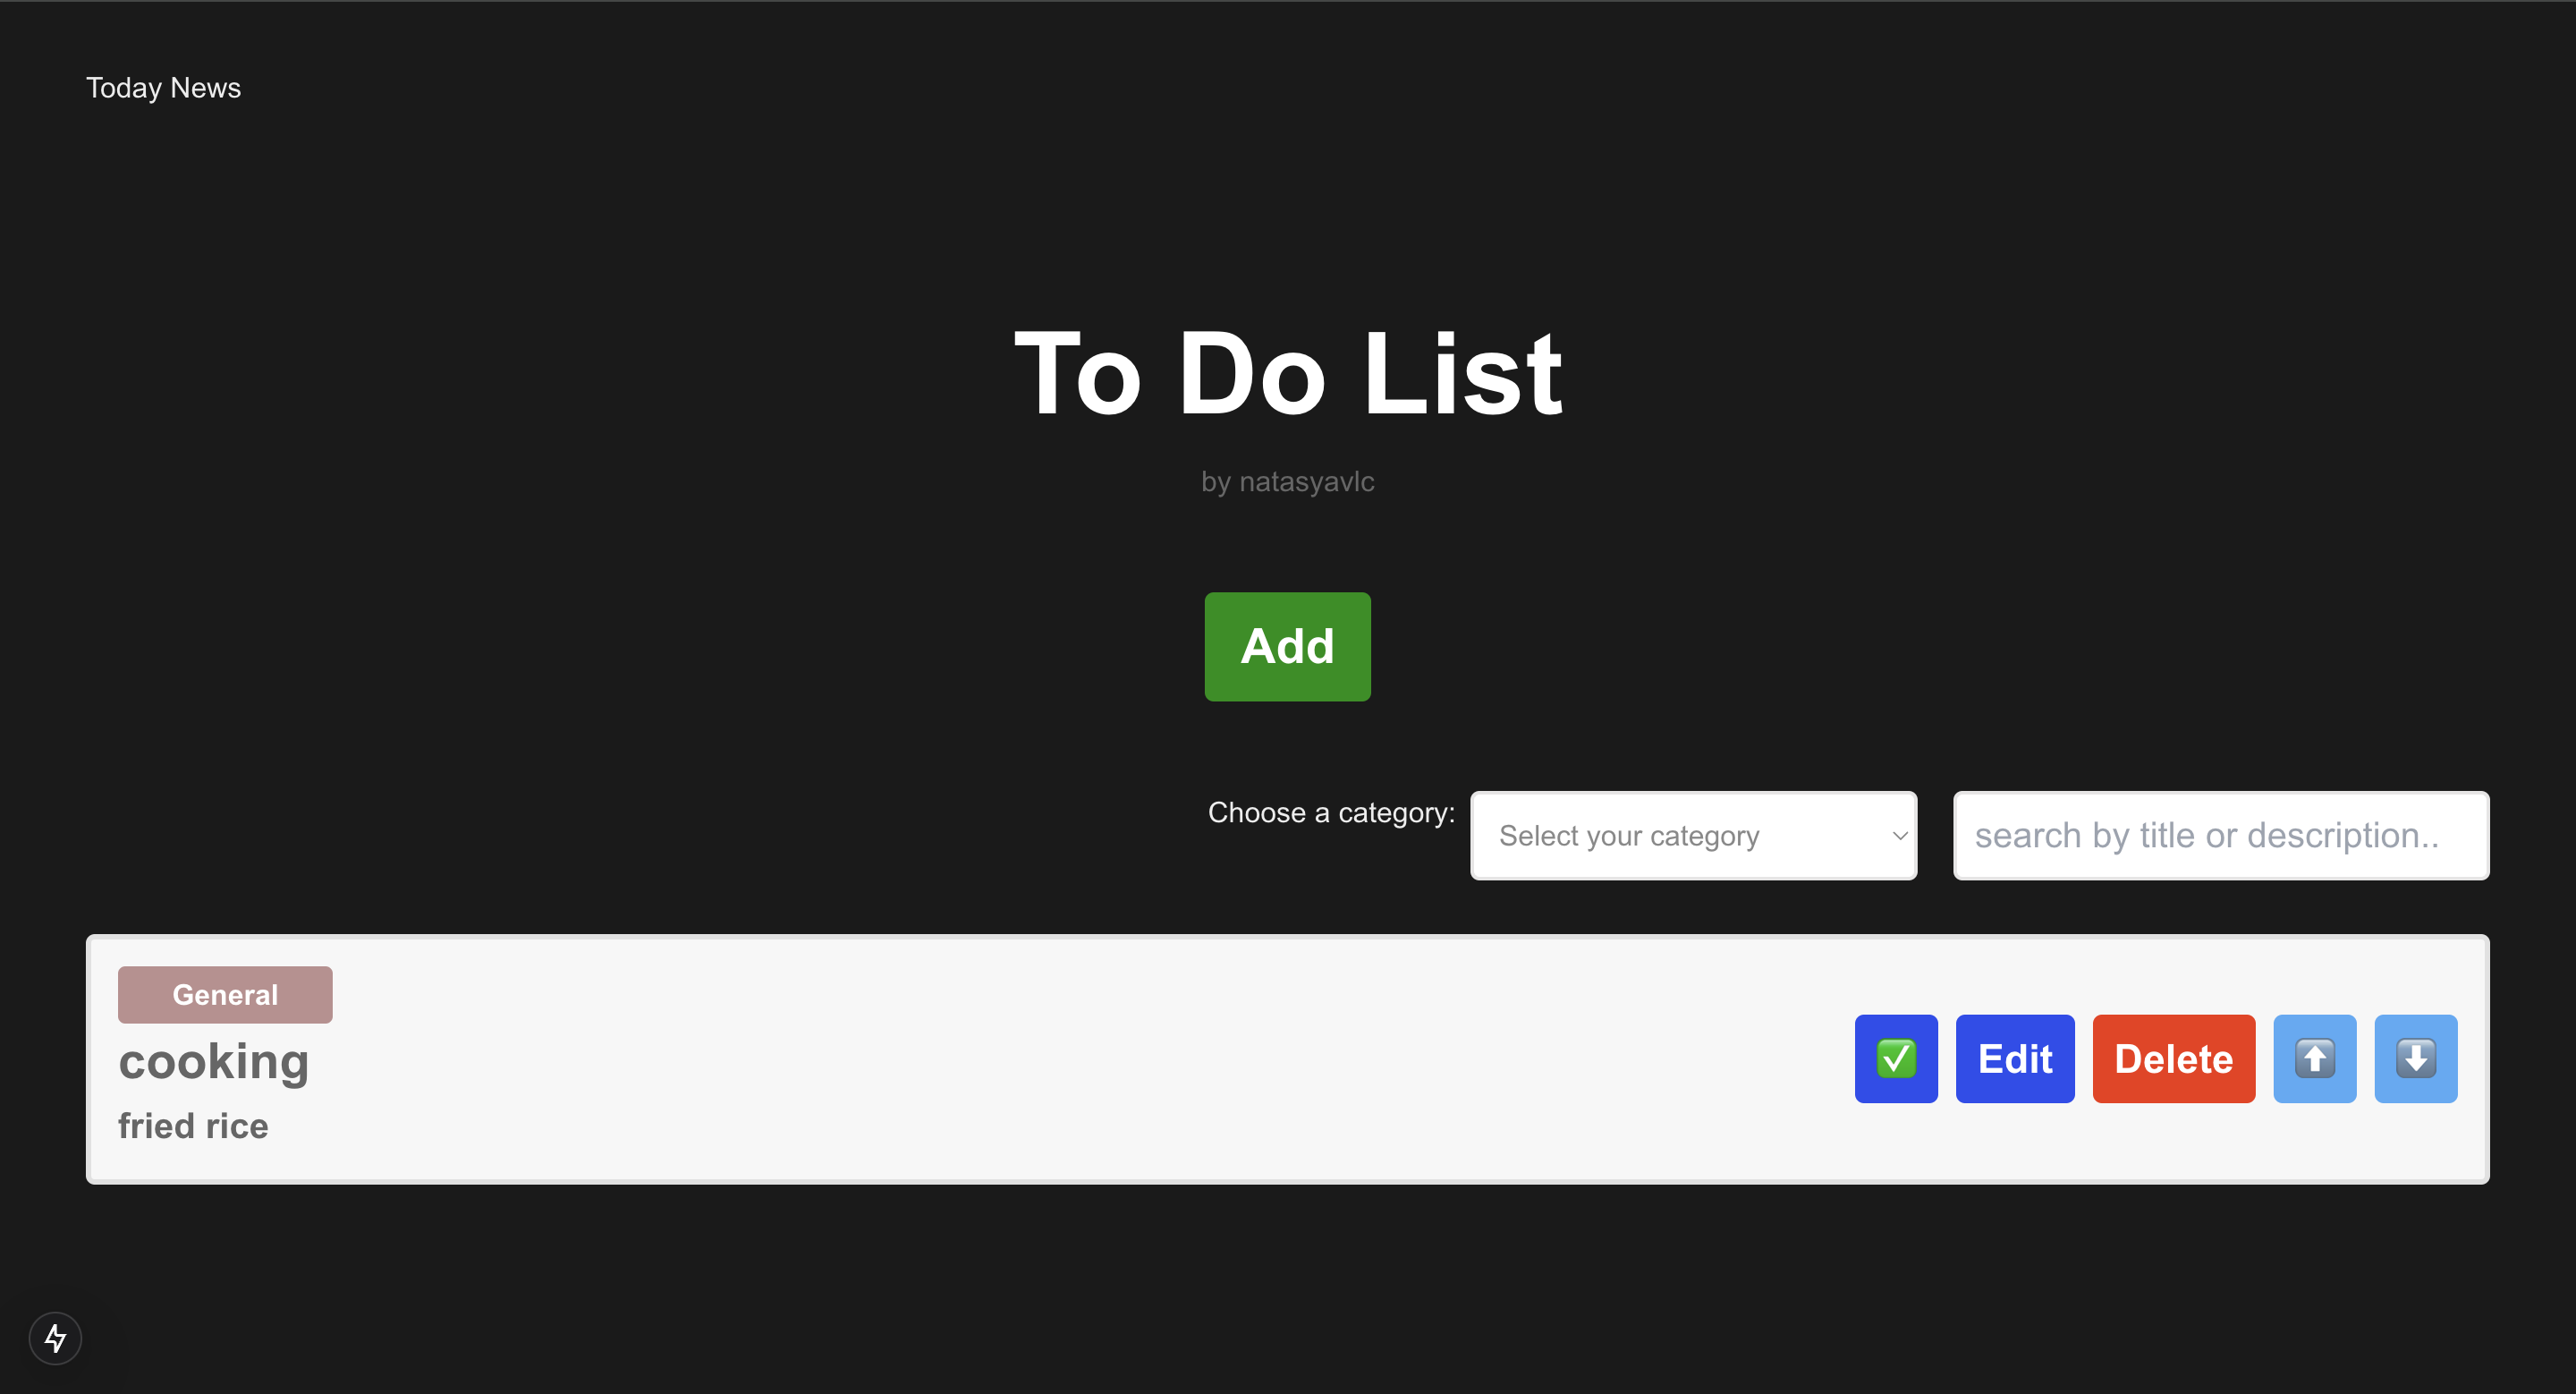 Today News
To Do List
by natasyavlc
Add
Choose a category:
Select your category
search by title or description..
General
cooking
fried rice
✅
Edit
Delete
⬆️
⬇️